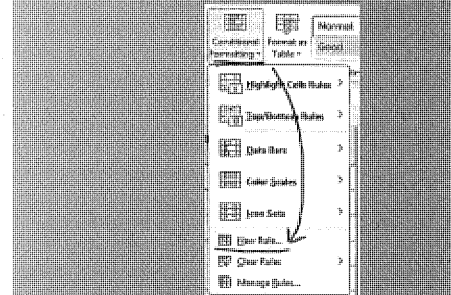 Conditional Formatting
Format as Table
Normal
Good
Highlight Cells Rules
Top/Bottom Rules
Data Bars
Color Scales
Icon Sets
New Rule...
Clear Rules
Manage Rules...